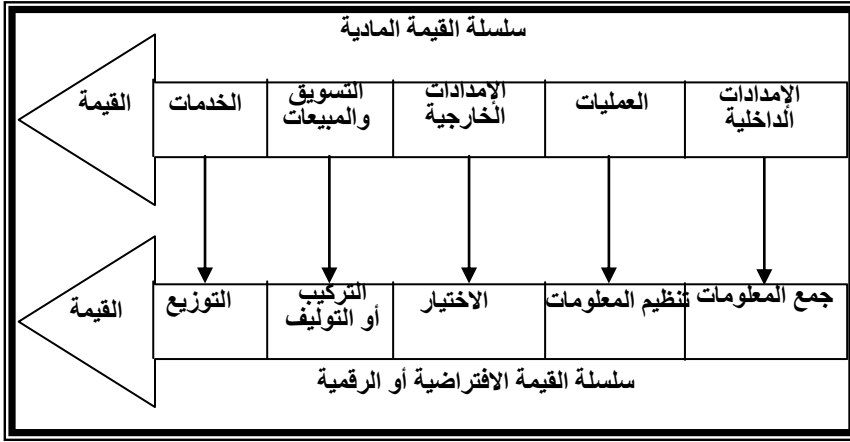 سلسلة القيمة المادية
الإمدادات
الداخلية
العمليات
الإمدادات
الخارجية
التسويق
والمبيعات
الخدمات
القيمة
جمع المعلومات
تنظيم المعلومات
الاختيار
التركيب
أو التوليف
التوزيع
القيمة
سلسلة القيمة الافتراضية أو الرقمية